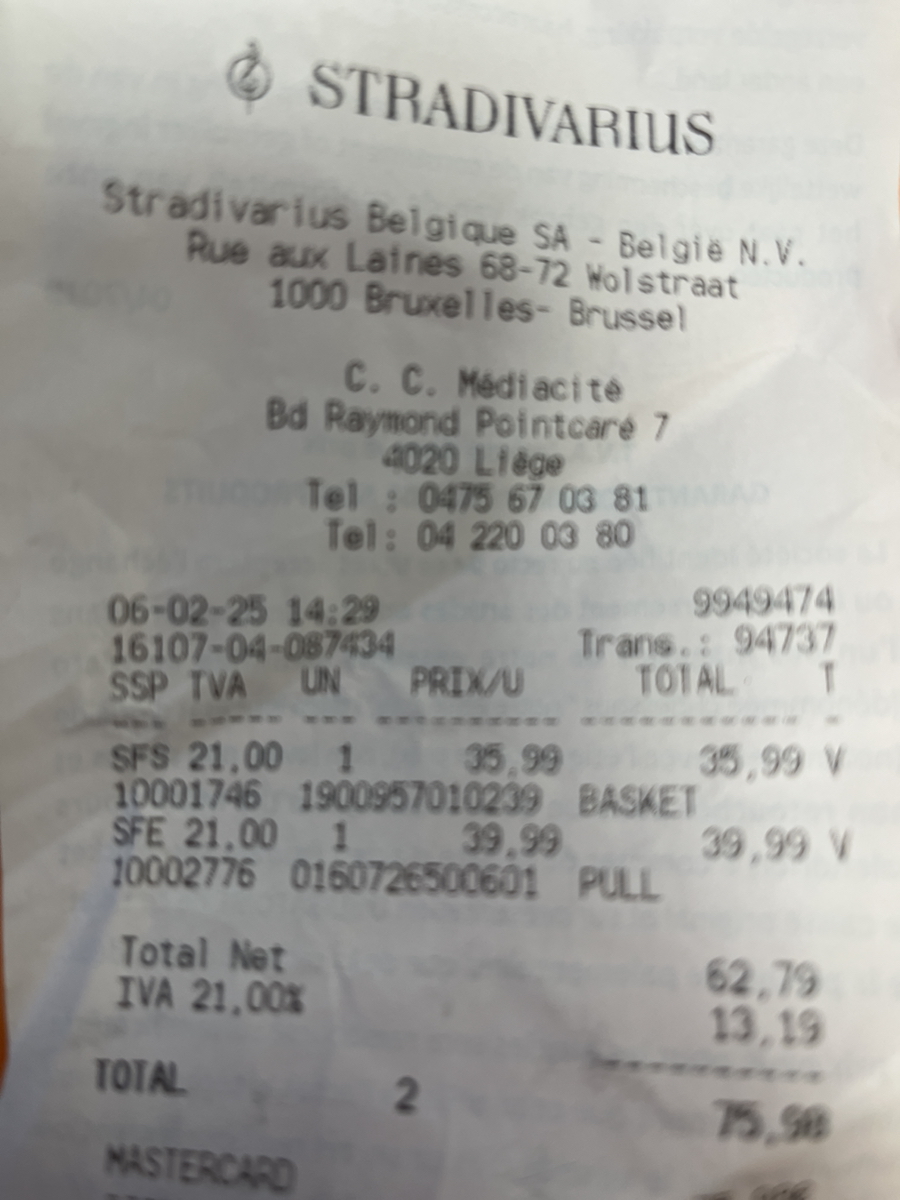 STRADIVARIUS
Stradivarius Belgique SA - België N.V.
Rue aux Laines 68-72 Wolstraat
1000 Bruxelles- Brussel
C. C. Médiacité
Bd Raymond Pointcaré 7
4020 Liège
Tel : 0475 67 03 81
Tel: 04 220 03 80
06-02-25 14:29 9949474
16107-04-087434 Trans.: 94737
SSP TVA UN PRIX/U TOTAL T
SFS 21,00 1 35,99 35,99 V
10001746 1900957010239 BASKET
SFE 21,00 1 39,99 39,99 V
10002776 0160726500601 PULL
Total Net 62,79
IVA 21,00% 13,19
TOTAL 2 75,98
MASTERCARD